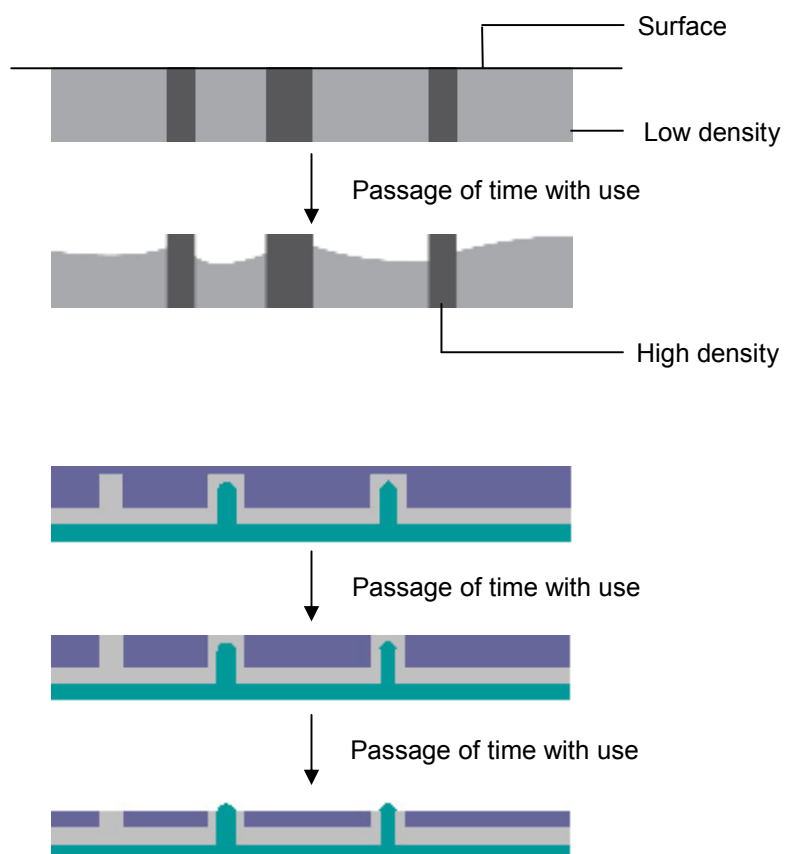 Surface
Low density
Passage of time with use
High density
Passage of time with use
Passage of time with use